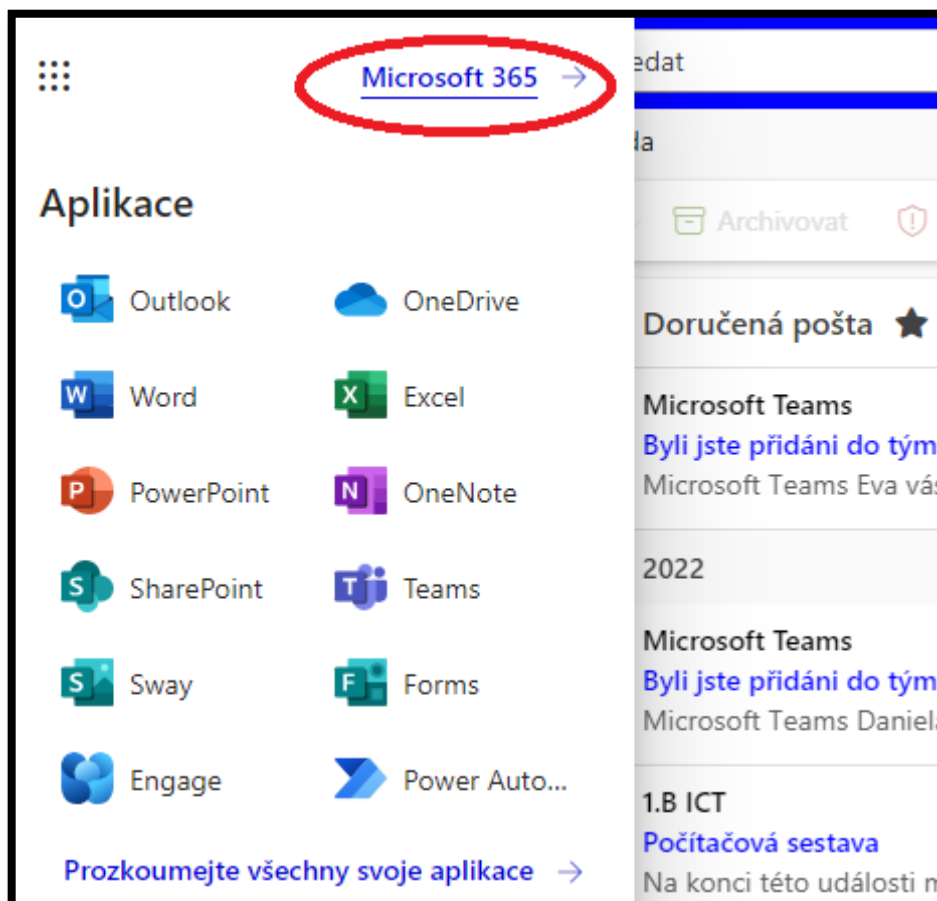 Microsoft 365 →
Aplikace
Outlook
OneDrive
Word
Excel
PowerPoint
OneNote
SharePoint
Teams
Sway
Forms
Engage
Power Auto...
Prozkoumejte všechny svoje aplikace →
edat
da
Archivovat
Doručená pošta
Microsoft Teams
Byli jste přidáni do tým
Microsoft Teams Eva vás
2022
Microsoft Teams
Byli jste přidáni do tým
Microsoft Teams Daniela
1.B ICT
Počítačová sestava
Na konci této události m